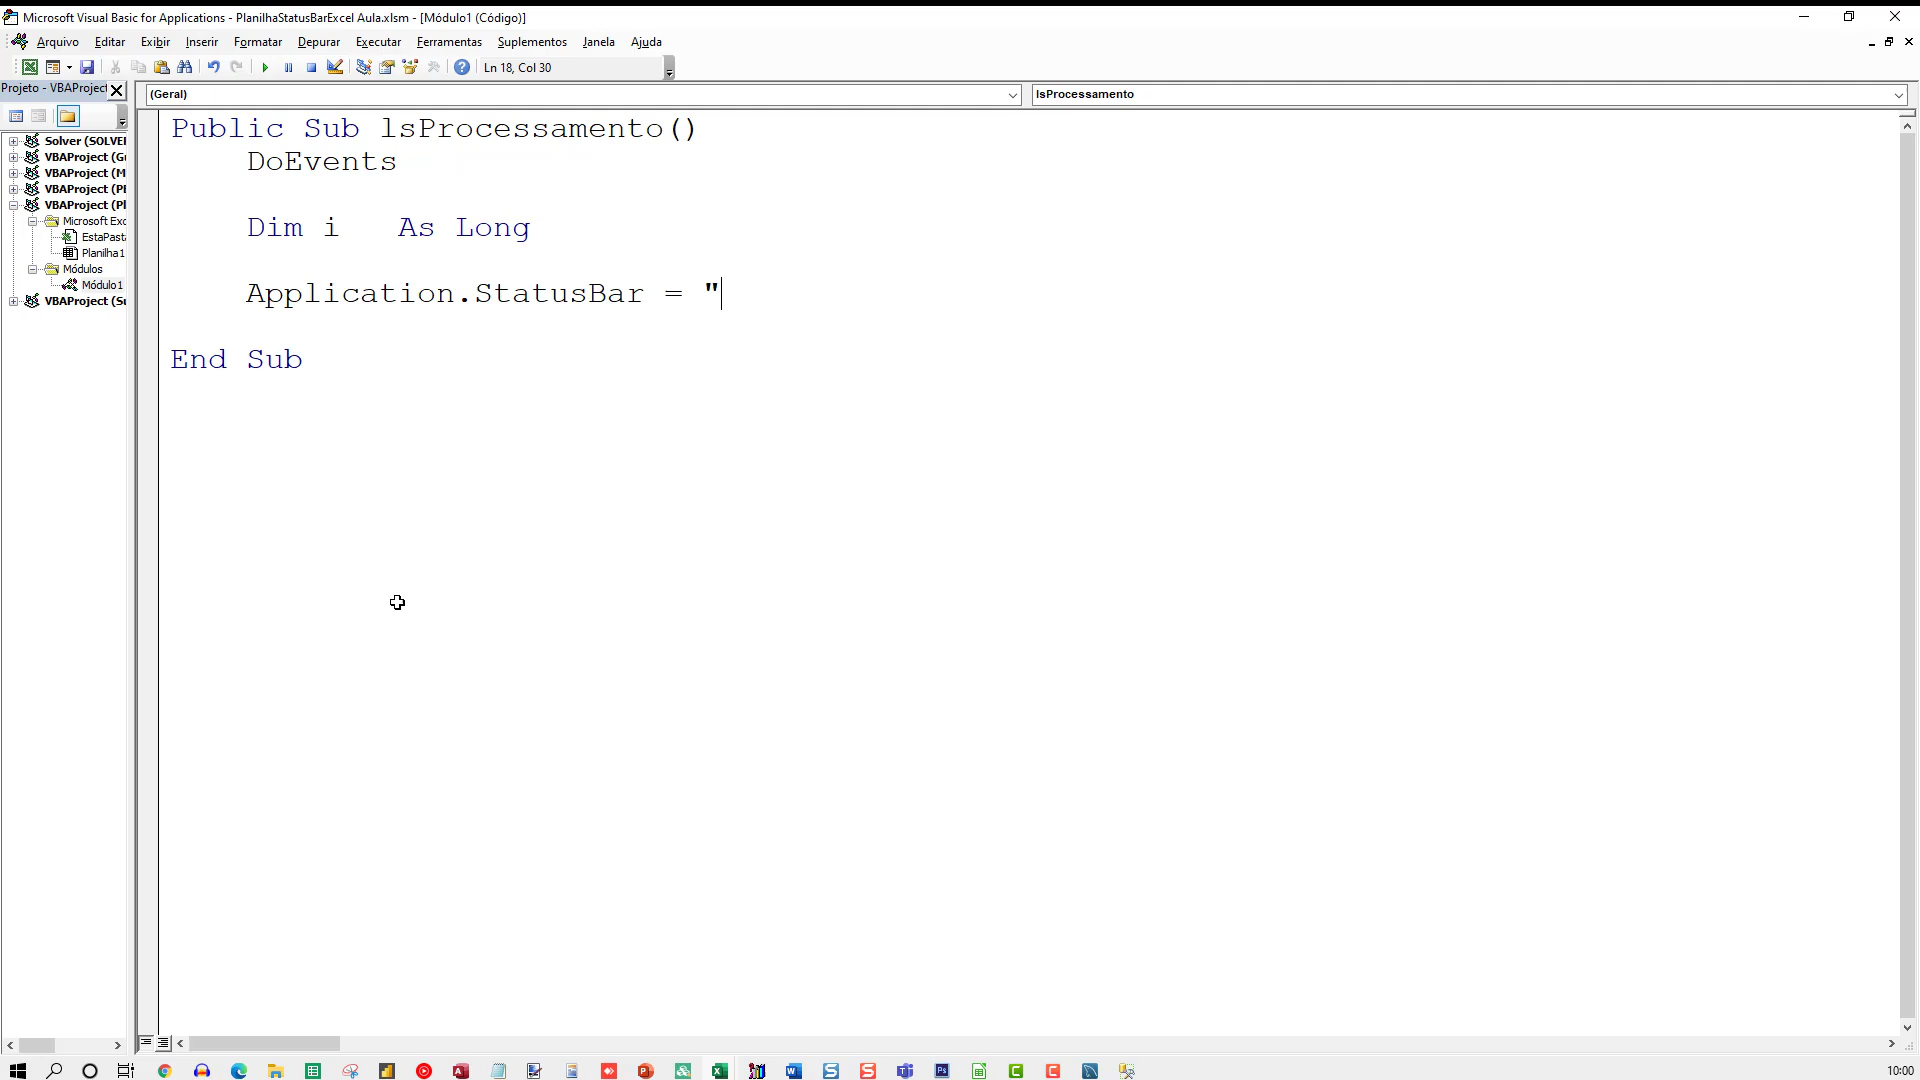 Microsoft Visual Basic for Applications - PlanilhaStatusBarExcel Aula.xlsm - [Módulo1 (Código)]
Arquivo Editar Exibir Inserir Formatar Depurar Executar Ferramentas Suplementos Janela Ajuda
Ln 18, Col 30
Projeto - VBAProject
(Geral) lsProcessamento
Solver (SOLVE
VBAProject (G
VBAProject (M
VBAProject (Pl
VBAProject (Pl
Microsoft Exc
EstaPasta
Planilha1
Módulos
Módulo1
VBAProject (S
Public Sub lsProcessamento()
DoEvents
Dim i As Long
Application.StatusBar = "
End Sub
10:00